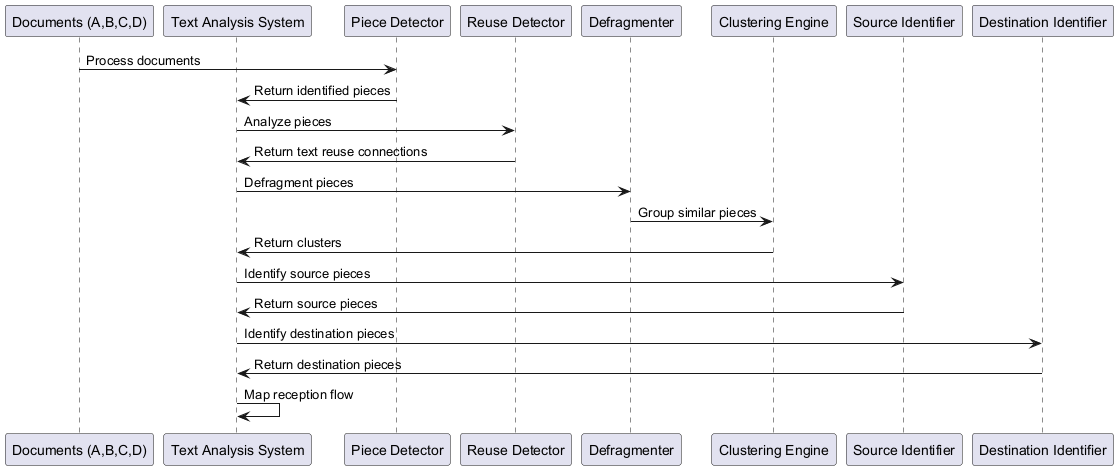 Documents (A,B,C,D) Text Analysis System Piece Detector Reuse Detector Defragmenter Clustering Engine Source Identifier Destination Identifier
Process documents
Return identified pieces
Analyze pieces
Return text reuse connections
Defragment pieces
Group similar pieces
Return clusters
Identify source pieces
Return source pieces
Identify destination pieces
Return destination pieces
Map reception flow
Documents (A,B,C,D) Text Analysis System Piece Detector Reuse Detector Defragmenter Clustering Engine Source Identifier Destination Identifier